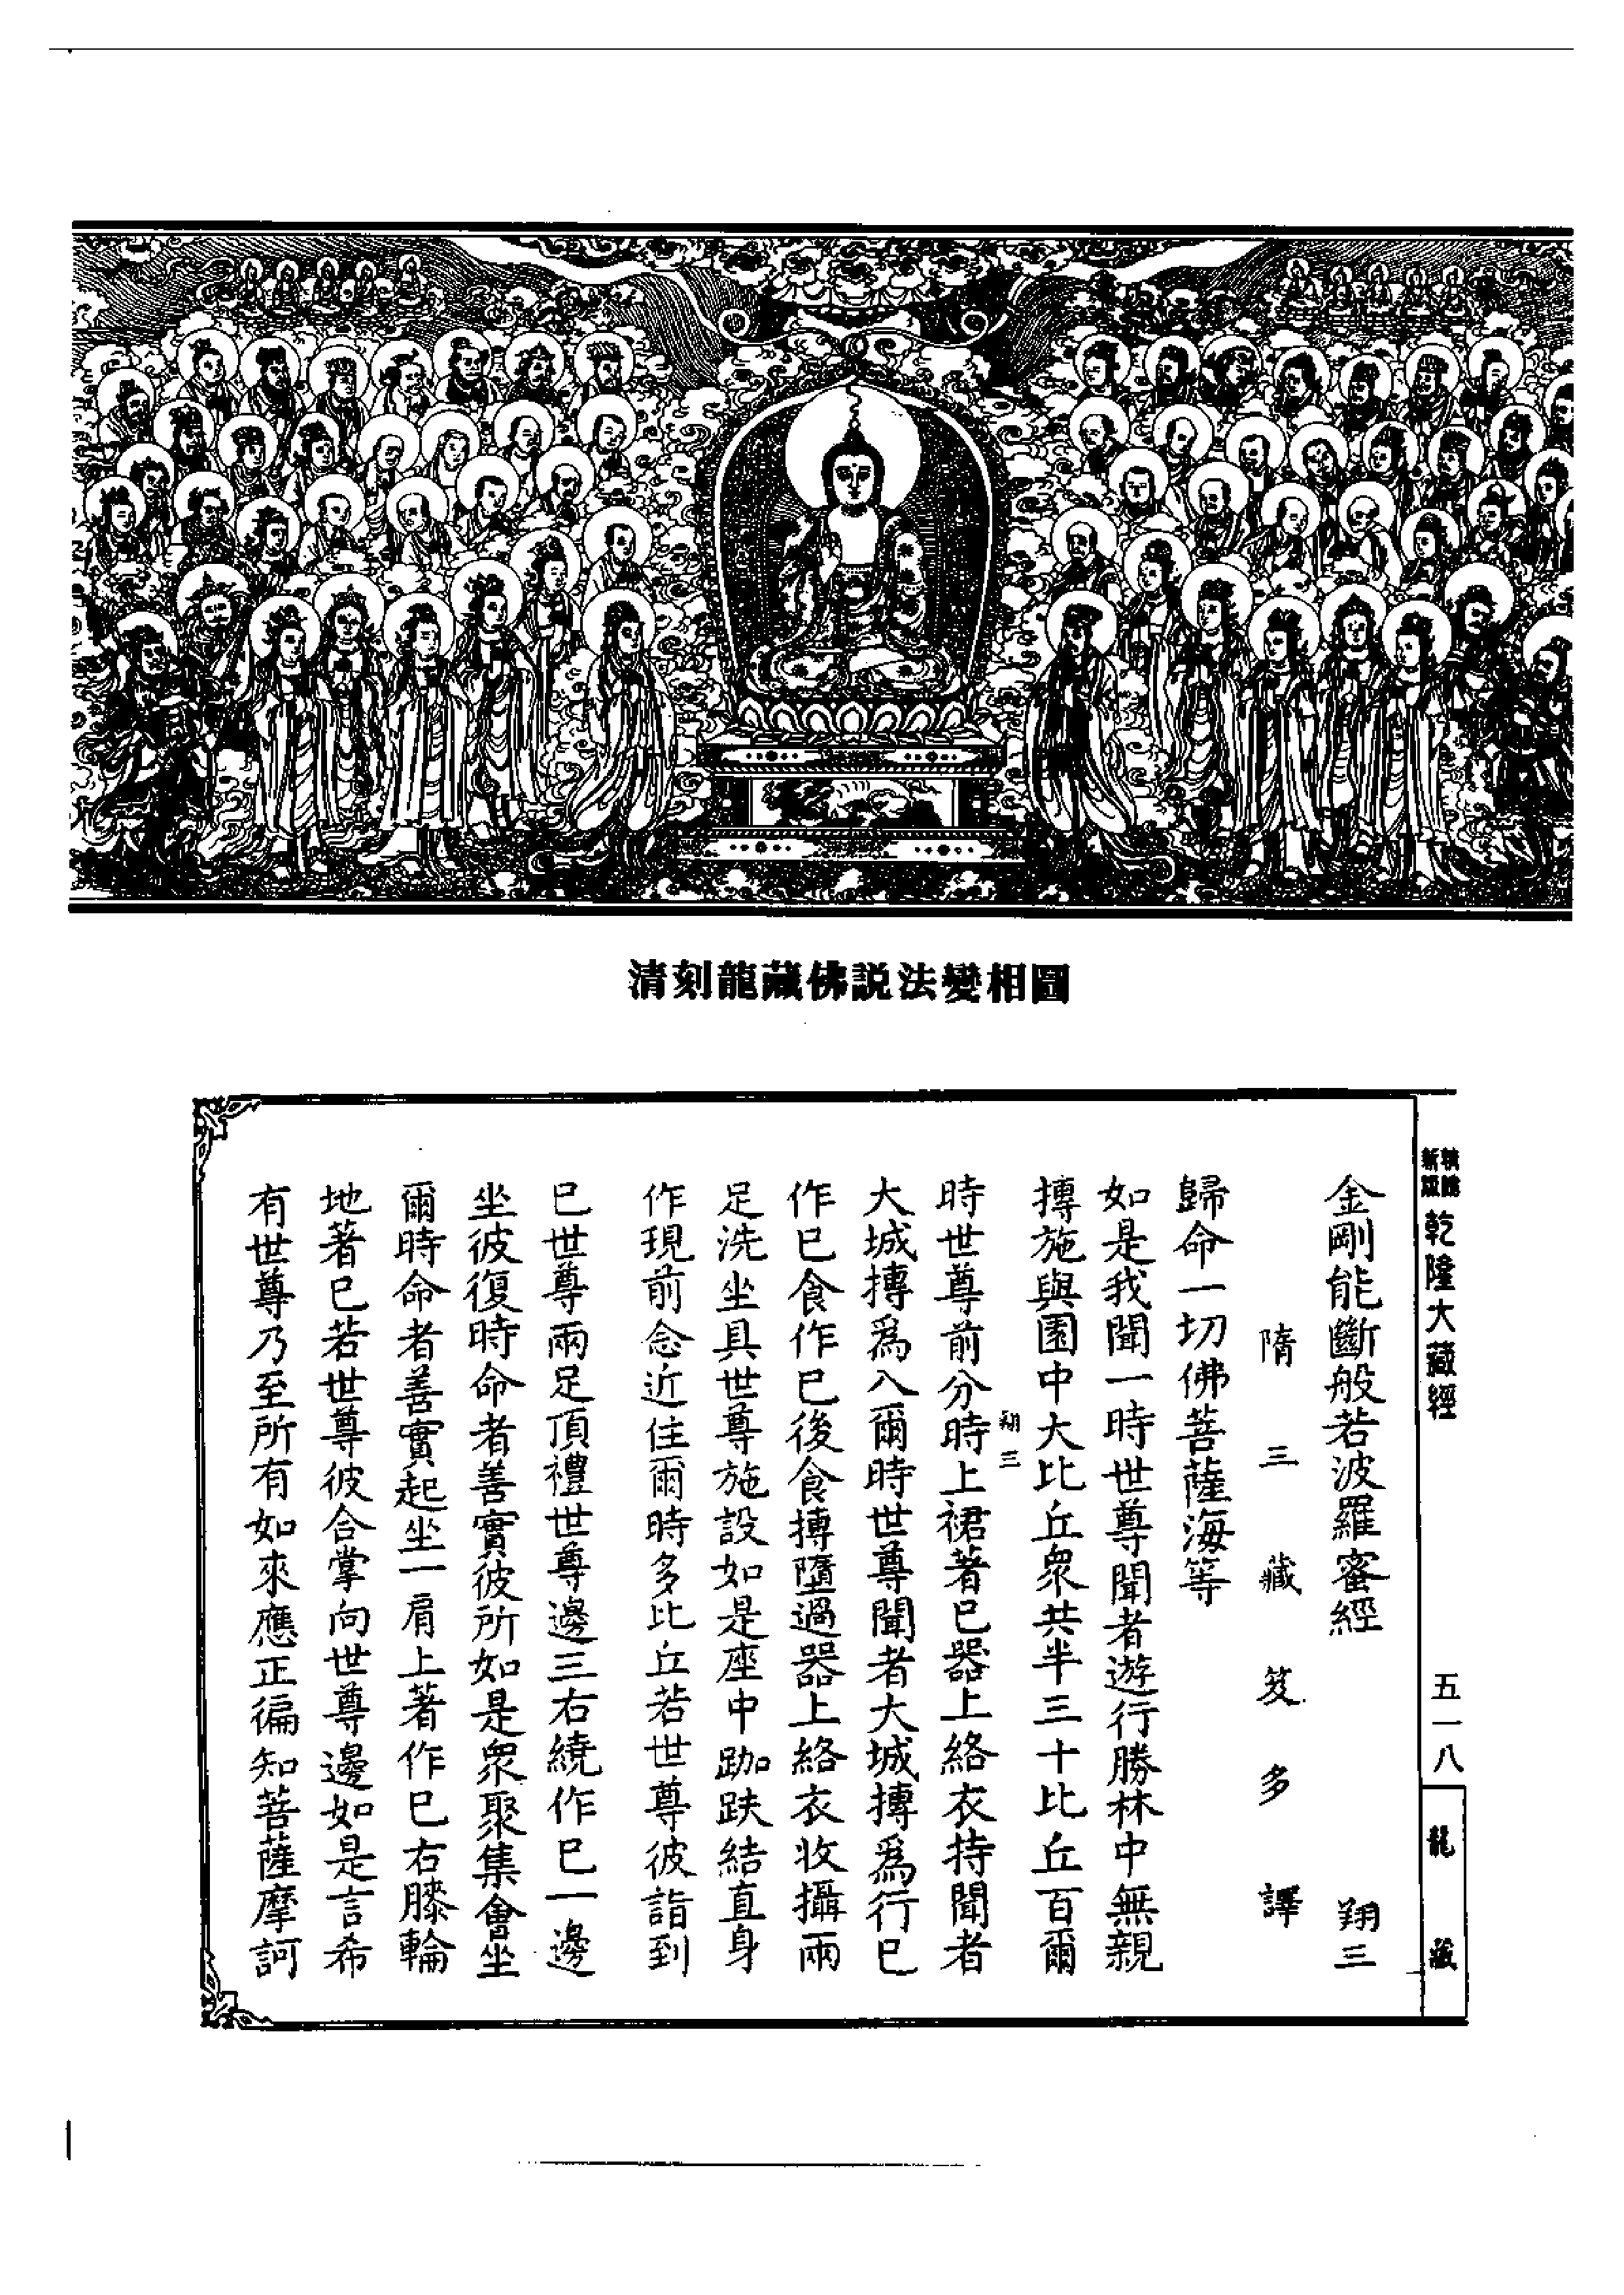 清刻龍藏佛説法變相圖
新版
乾隆大藏經
五一八
龍藏
金剛能斷般若波羅蜜經 翔三
隋三藏笈多譯
歸命一切佛菩薩海等
如是我聞一時世尊聞者遊行勝林中無親
摶施與園中大比丘衆共半三十比丘百爾
翔三
時世尊前分時上裙著已器上絡衣持聞者
大城摶爲入爾時世尊聞者大城摶爲行已
作已食作已後食摶墮過器上絡衣收攝兩
足洗坐具世尊施設如是座中跏趺結直身
作現前念近住爾時多比丘若世尊彼詣到
已世尊兩足頂禮世尊邊三右繞作已一邊
坐彼復時命者善實彼所如是衆聚集會坐
爾時命者善實起坐一肩上著作已右膝輪
地著已若世尊彼合掌向世尊邊如是言希
有世尊乃至所有如來應正徧知菩薩摩訶